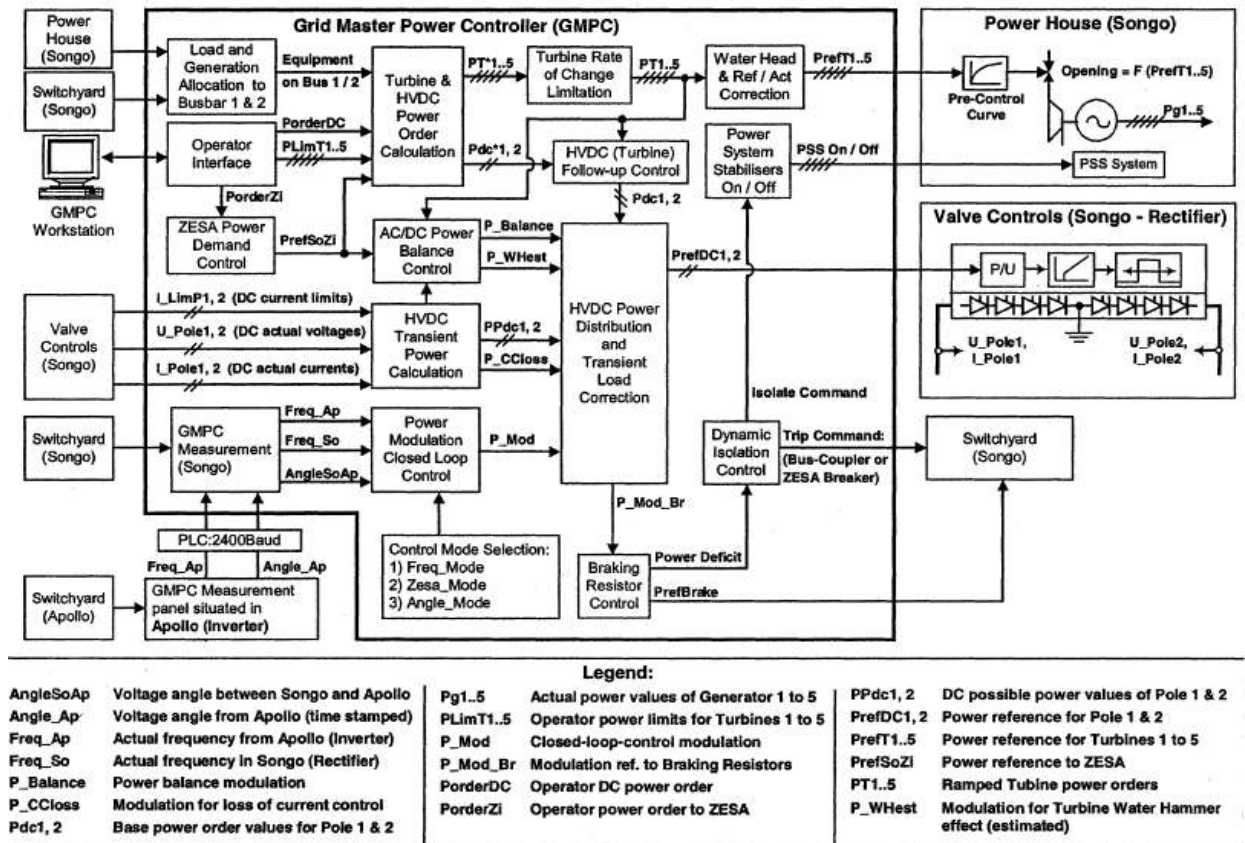 Grid Master Power Controller (GMPC)
Power
House
(Songo)
Switchyard
(Songo)
GMPC
Workstation
Load and
Generation
Allocation to
Busbar 1 & 2
Equipment
on Bus 1 / 2
Operator
Interface
PorderDC
PLimT1..5
PorderZi
ZESA Power
Demand
Control
PrefSoZi
Turbine &
HVDC
Power
Order
Calculation
PT*1..5
Pdc*1, 2
Turbine Rate
of Change
Limitation
PT1..5
Water Head
& Ref / Act
Correction
PrefT1..5
HVDC (Turbine)
Follow-up Control
Pdc1, 2
Power
System
Stabilisers
On / Off
PSS On / Off
AC/DC Power
Balance
Control
P_Balance
P_WHest
Valve
Controls
(Songo)
I_LimP1, 2 (DC current limits)
U_Pole1, 2 (DC actual voltages)
I_Pole1, 2 (DC actual currents)
HVDC
Transient
Power
Calculation
PPdc1, 2
P_CCloss
HVDC Power
Distribution
and
Transient
Load
Correction
PrefDC1, 2
Switchyard
(Songo)
GMPC
Measurement
(Songo)
Freq_Ap
Freq_So
AngleSoAp
Power
Modulation
Closed Loop
Control
P_Mod
P_Mod_Br
Isolate Command
Dynamic
Isolation
Control
Trip Command:
(Bus-Coupler or
ZESA Breaker)
Switchyard
(Songo)
PLC:2400Baud
Freq_Ap
Angle_Ap
Control Mode Selection:
1) Freq_Mode
2) Zesa_Mode
3) Angle_Mode
Braking
Resistor
Control
Power Deficit
PrefBrake
Switchyard
(Apollo)
GMPC Measurement
panel situated in
Apollo (Inverter)
Power House (Songo)
Pre-Control
Curve
Opening = F (PrefT1..5)
Pg1..5
PSS System
Valve Controls (Songo - Rectifier)
P/U
U_Pole1,
I_Pole1
U_Pole2,
I_Pole2
Legend:
AngleSoAp Voltage angle between Songo and Apollo
Angle_Ap Voltage angle from Apollo (time stamped)
Freq_Ap Actual frequency from Apollo (Inverter)
Freq_So Actual frequency in Songo (Rectifier)
P_Balance Power balance modulation
P_CCloss Modulation for loss of current control
Pdc1, 2 Base power order values for Pole 1 & 2
Pg1..5 Actual power values of Generator 1 to 5
PLimT1..5 Operator power limits for Turbines 1 to 5
P_Mod Closed-loop-control modulation
P_Mod_Br Modulation ref. to Braking Resistors
PorderDC Operator DC power order
PorderZi Operator power order to ZESA
PPdc1, 2 DC possible power values of Pole 1 & 2
PrefDC1, 2 Power reference for Pole 1 & 2
PrefT1..5 Power reference for Turbines 1 to 5
PrefSoZi Power reference to ZESA
PT1..5 Ramped Tubine power orders
P_WHest Modulation for Turbine Water Hammer
effect (estimated)